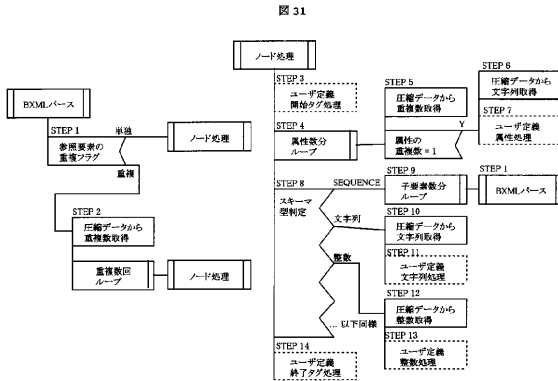 図 31
BXMLパース
STEP 1
単独
参照要素の
重複フラグ
重複
ノード処理
STEP 2
圧縮データから
重複数取得
重複数回
ループ
ノード処理
ノード処理
STEP 3
ユーザ定義
開始タグ処理
STEP 4
属性数分
ループ
STEP 5
圧縮データから
重複数取得
属性の
重複数 = 1
Y
STEP 6
圧縮データから
文字列取得
STEP 7
ユーザ定義
属性処理
STEP 8
スキーマ
型判定
SEQUENCE
STEP 9
子要素数分
ループ
STEP 1
BXMLパース
文字列
STEP 10
圧縮データから
文字列取得
STEP 11
ユーザ定義
文字列処理
整数
STEP 12
圧縮データから
整数取得
STEP 13
ユーザ定義
整数処理
... 以下同様
STEP 14
ユーザ定義
終了タグ処理